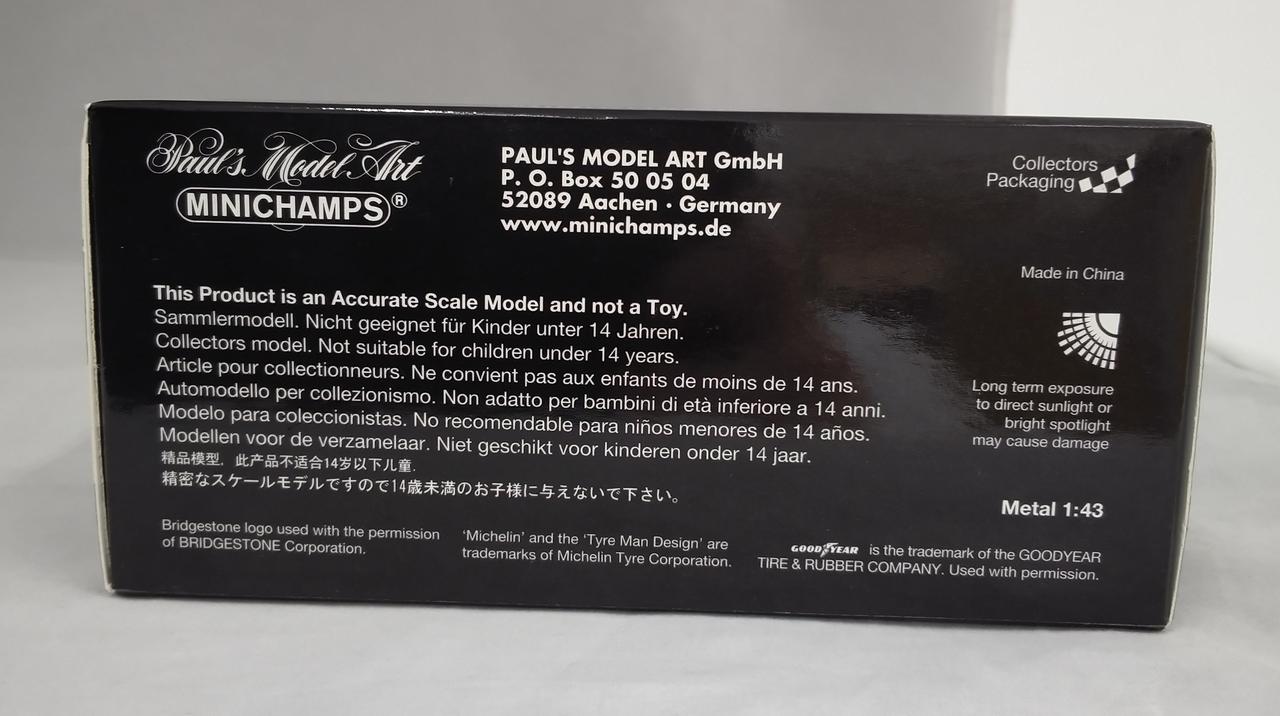 Paul's Model Art
MINICHAMPS®
PAUL'S MODEL ART GmbH
P. O. Box 50 05 04
52089 Aachen · Germany
www.minichamps.de
Collectors
Packaging
Made in China
This Product is an Accurate Scale Model and not a Toy.
Sammlermodell. Nicht geeignet für Kinder unter 14 Jahren.
Collectors model. Not suitable for children under 14 years.
Article pour collectionneurs. Ne convient pas aux enfants de moins de 14 ans.
Automodello per collezionismo. Non adatto per bambini di età inferiore a 14 anni.
Modelo para coleccionistas. No recomendable para niños menores de 14 años.
Modellen voor de verzamelaar. Niet geschikt voor kinderen onder 14 jaar.
精品模型. 此产品不适合14岁以下儿童.
精密なスケールモデルですので14歳未満のお子様に与えないで下さい。
Long term exposure
to direct sunlight or
bright spotlight
may cause damage
Metal 1:43
Bridgestone logo used with the permission
of BRIDGESTONE Corporation.
‘Michelin’ and the ‘Tyre Man Design’ are
trademarks of Michelin Tyre Corporation.
GOODYEAR is the trademark of the GOODYEAR
TIRE & RUBBER COMPANY. Used with permission.